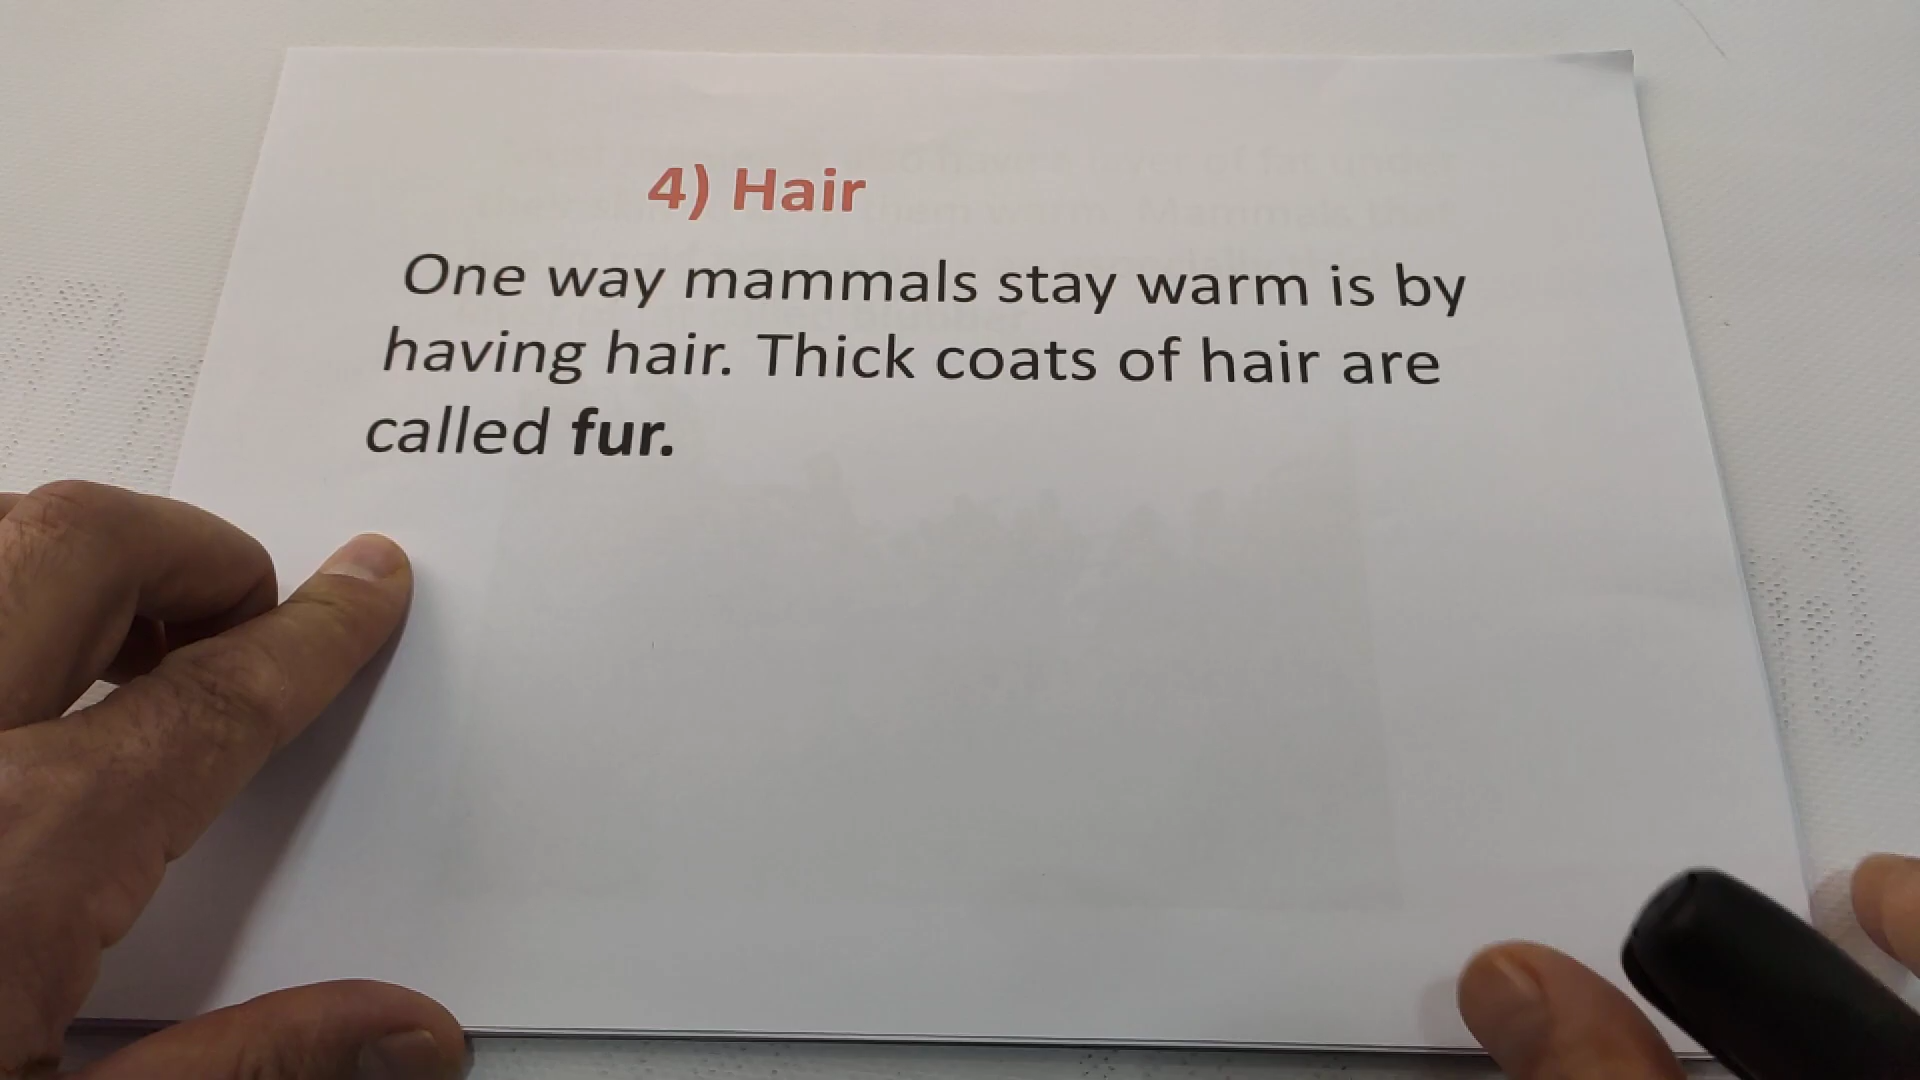 4) Hair
One way mammals stay warm is by
having hair. Thick coats of hair are
called fur.